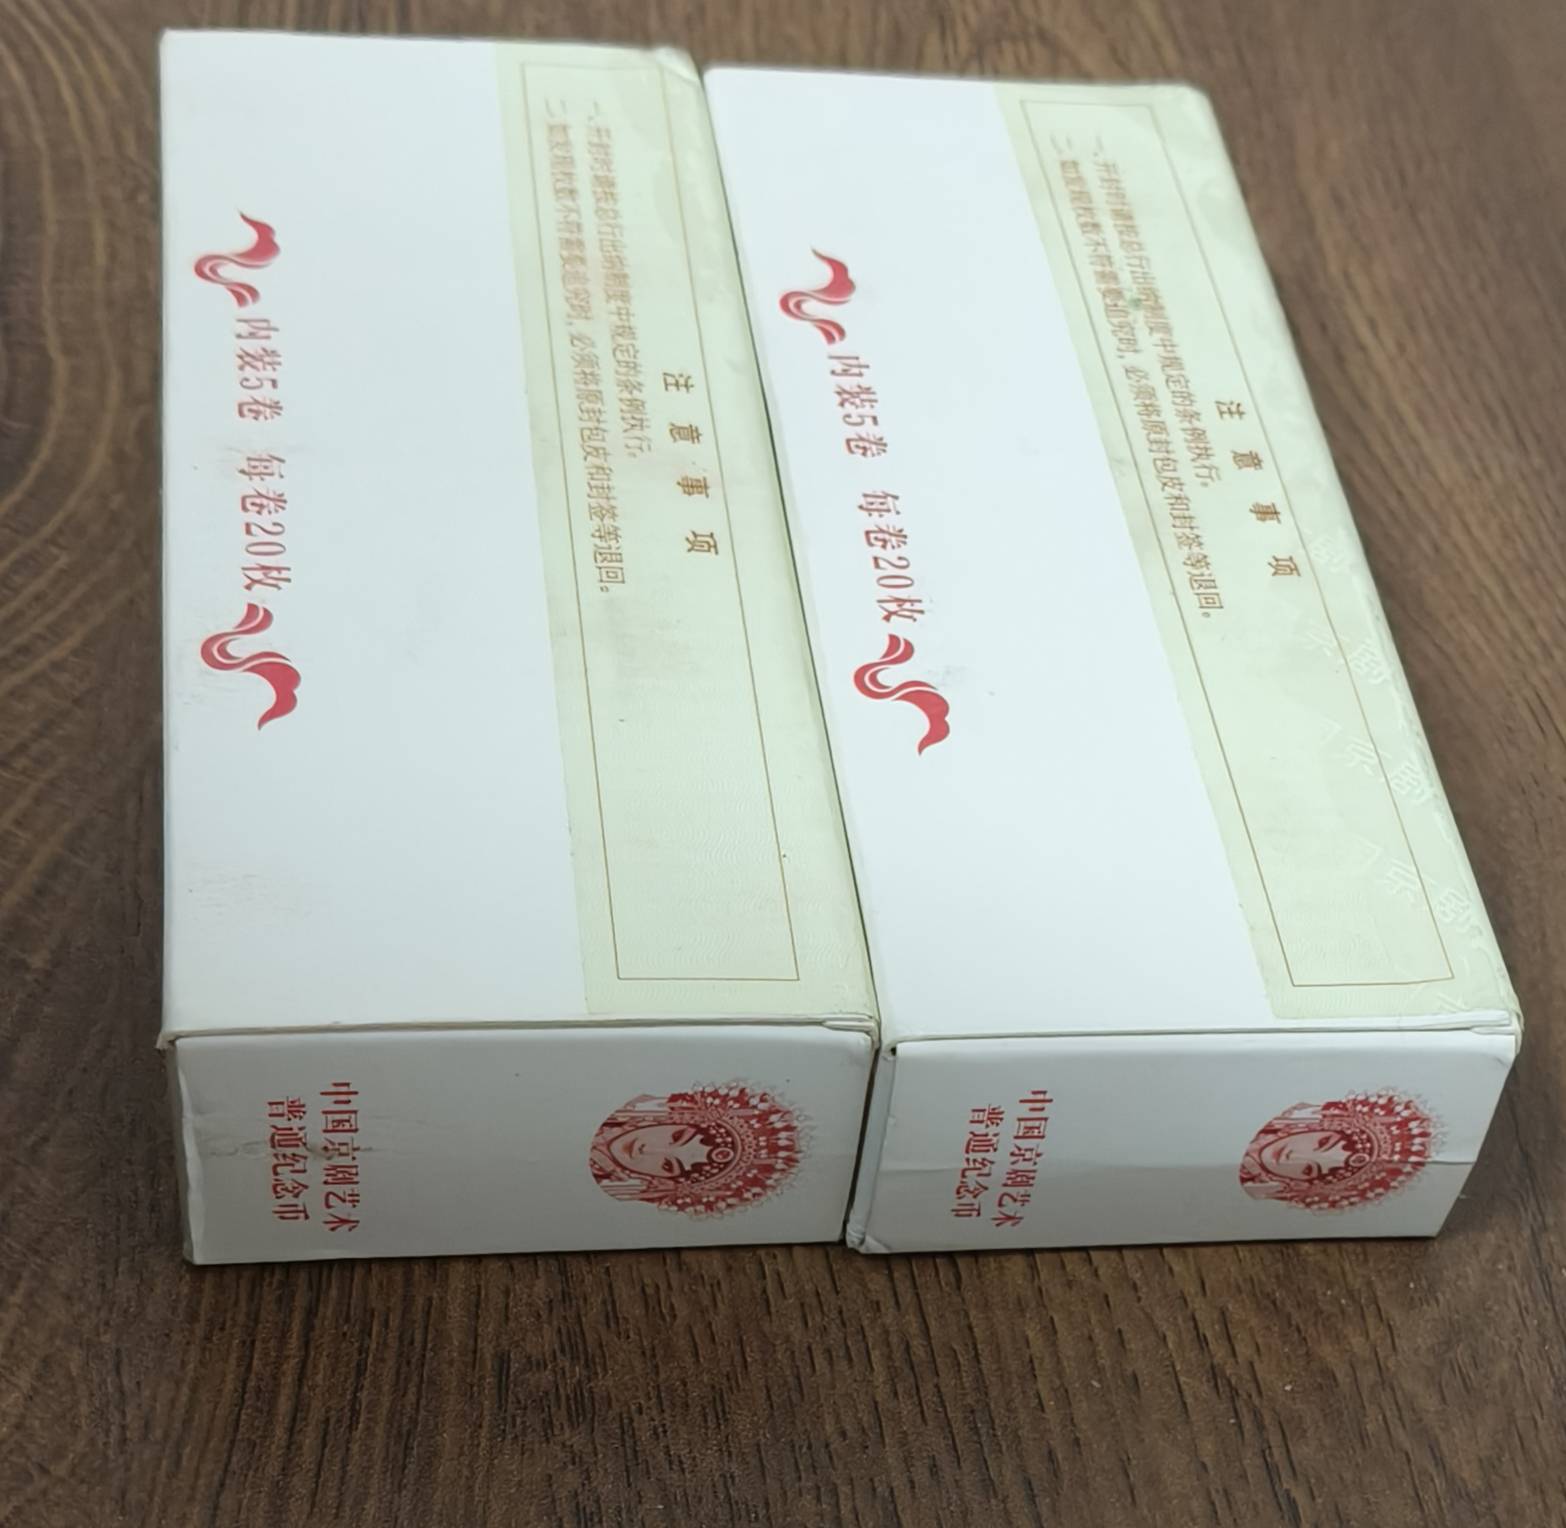 内装5卷 每卷20枚
注意事项
一、开封时请按总行出纳制度中规定的条例执行。
二、如发现枚数不符需要追究时，必须将原封包皮和封签等退回。
中国京剧艺术
普通纪念币
内装5卷 每卷20枚
注意事项
一、开封时请按总行出纳制度中规定的条例执行。
二、如发现枚数不符需要追究时，必须将原封包皮和封签等退回。
中国京剧艺术
普通纪念币